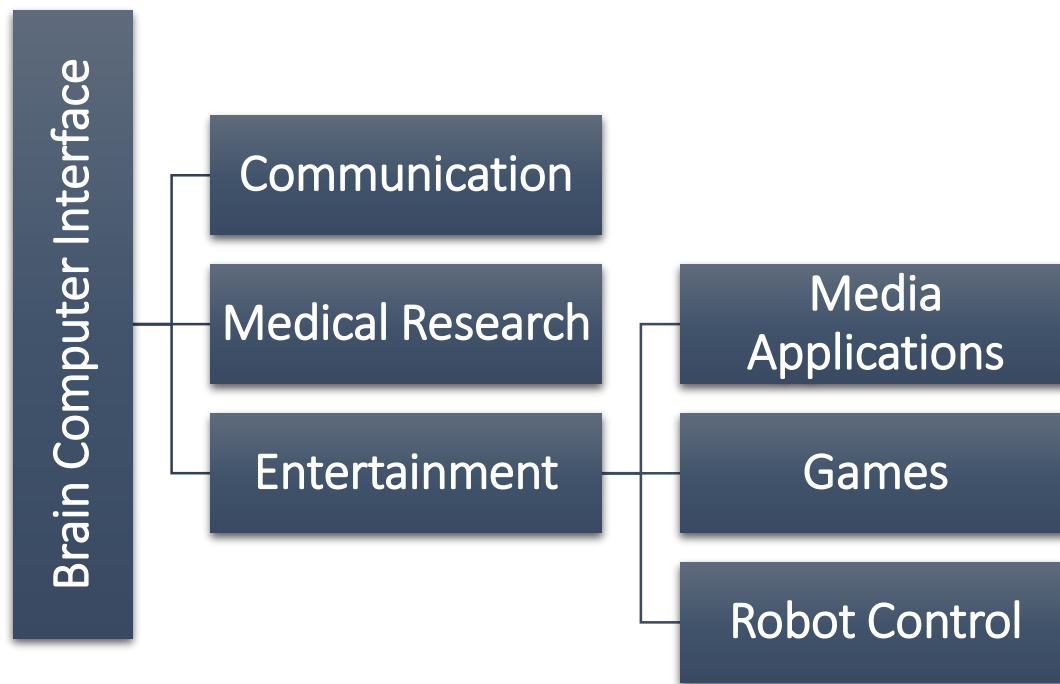 Brain Computer Interface
Communication
Medical Research
Entertainment
Media
Applications
Games
Robot Control